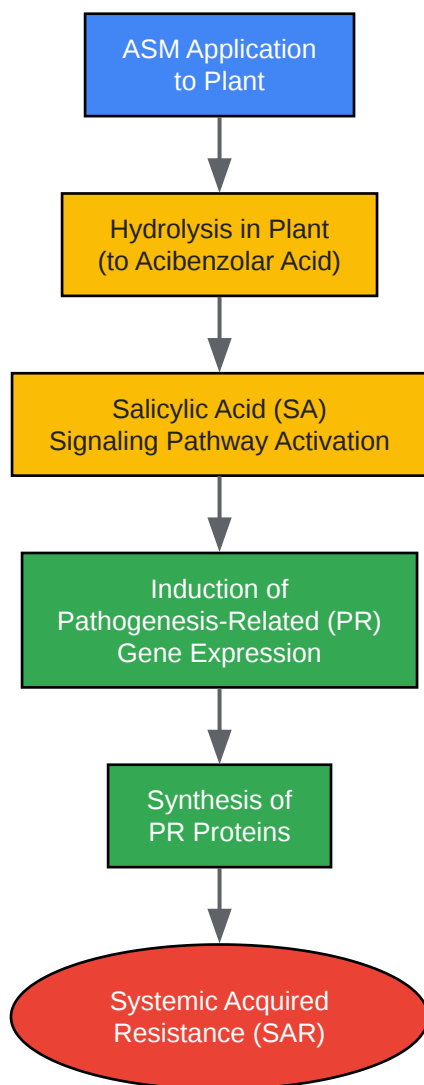 ASM Application
to Plant
Hydrolysis in Plant
(to Acibenzolar Acid)
Salicylic Acid (SA)
Signaling Pathway Activation
Induction of
Pathogenesis-Related (PR)
Gene Expression
Synthesis of
PR Proteins
Systemic Acquired
Resistance (SAR)